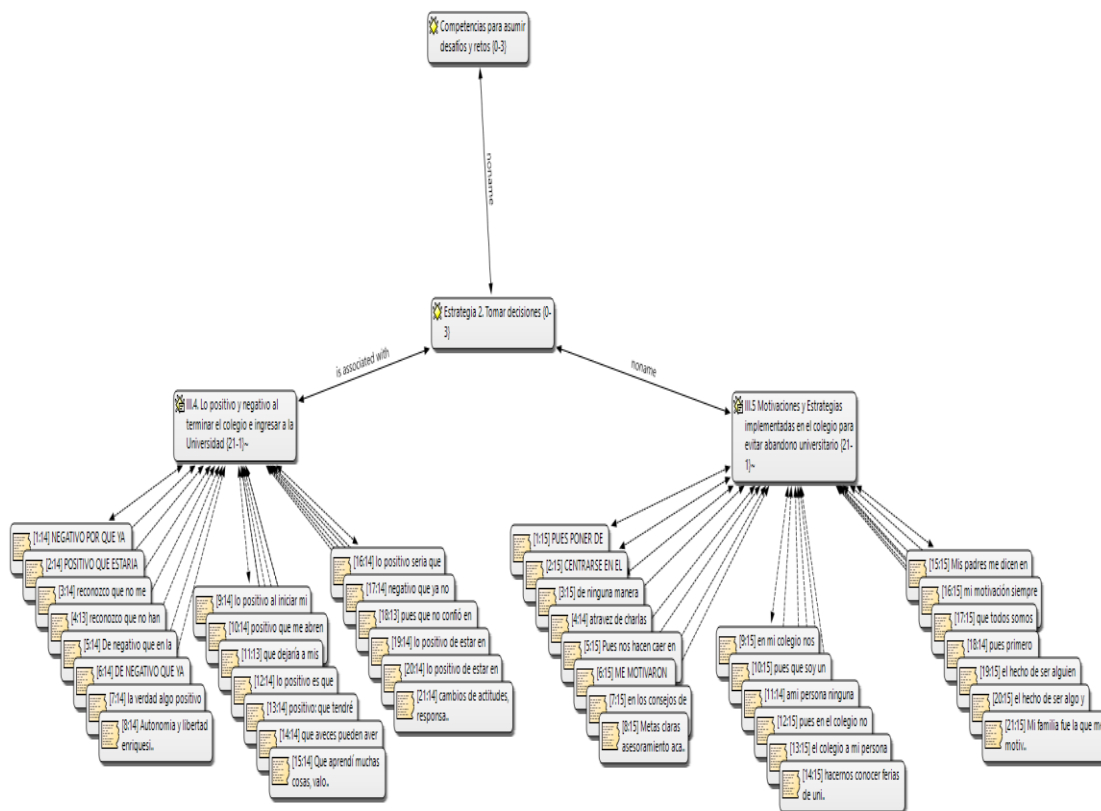 Competencias para asumir
desafíos y retos {0-3}
noname
Estrategia 2. Tomar decisiones {0-
3}
is associated with
noname
III.4. Lo positivo y negativo al
terminar el colegio e ingresar a la
Universidad {21-1}~
III.5 Motivaciones y Estrategias
implementadas en el colegio para
evitar abandono universitario {21-
1}~
[1:14] NEGATIVO POR QUE YA
[2:14] POSITIVO QUE ESTARIA
[3:14] reconozco que no me
[4:13] reconozco que no han
[5:14] De negativo que en la
[6:14] DE NEGATIVO QUE YA
[7:14] la verdad algo positivo
[8:14] Autonomia y libertad
enriquesi..
[9:14] lo positivo al iniciar mi
[10:14] positivo que me abren
[11:13] que dejaría a mis
[12:14] lo positivo es que
[13:14] positivo: que tendré
[14:14] que aveces pueden aver
[15:14] Que aprendí muchas
cosas, valo..
[16:14] lo positivo seria que
[17:14] negativo que ya no
[18:13] pues que no confió en
[19:14] lo positivo de estar en
[20:14] lo positivo de estar en
[21:14] cambios de actitudes,
responsa..
[1:15] PUES PONER DE
[2:15] CENTRARSE EN EL
[3:15] de ninguna manera
[4:14] atravez de charlas
[5:15] Pues nos hacen caer en
[6:15] ME MOTIVARON
[7:15] en los consejos de
[8:15] Metas claras
asesoramiento aca..
[9:15] en mi colegio nos
[10:15] pues que soy un
[11:14] ami persona ninguna
[12:15] pues en el colegio no
[13:15] el colegio a mi persona
[14:15] hacernos conocer ferias
de uni..
[15:15] Mis padres me dicen en
[16:15] mi motivación siempre
[17:15] que todos somos
[18:14] pues primero
[19:15] el hecho de ser alguien
[20:15] el hecho de ser algo y
[21:15] Mi familia fue la que me
motiv..